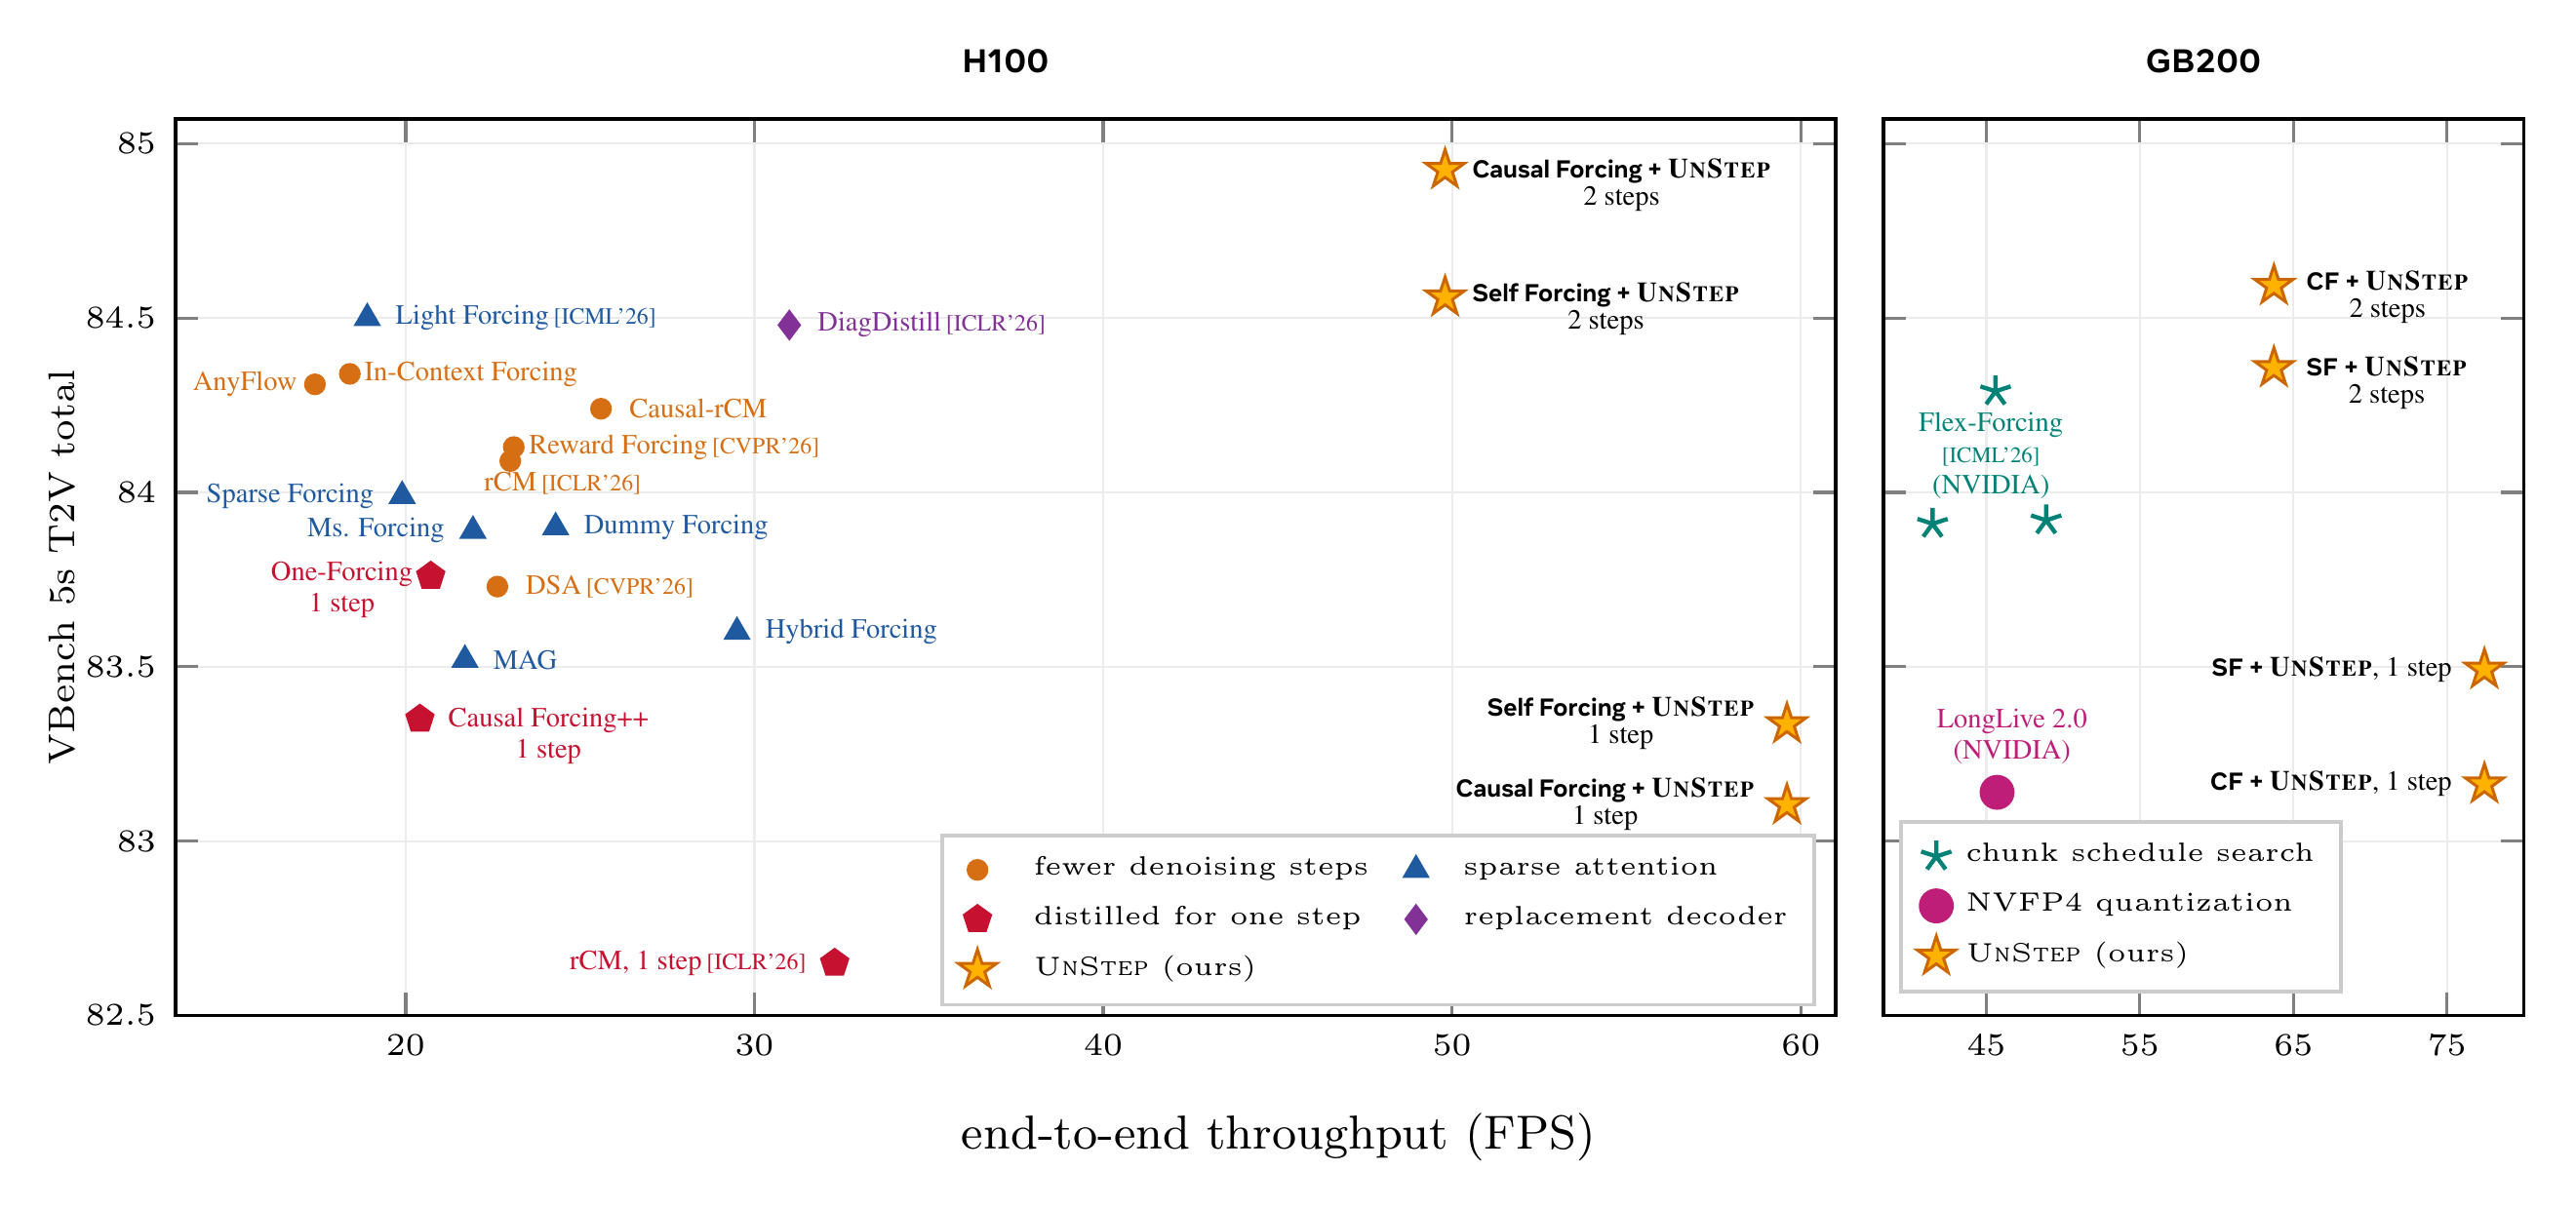 H100
GB200
VBench 5s T2V total
85
84.5
84
83.5
83
82.5
Causal Forcing + UNSTEP
2 steps
Self Forcing + UNSTEP
2 steps
Light Forcing [ICML'26]
DiagDistill [ICLR'26]
In-Context Forcing
AnyFlow
Causal-rCM
Reward Forcing [CVPR'26]
rCM [ICLR'26]
Sparse Forcing
Ms. Forcing
Dummy Forcing
One-Forcing
1 step
DSA [CVPR'26]
Hybrid Forcing
MAG
Causal Forcing++
1 step
Self Forcing + UNSTEP
1 step
Causal Forcing + UNSTEP
1 step
rCM, 1 step [ICLR'26]
fewer denoising steps
sparse attention
distilled for one step
replacement decoder
UNSTEP (ours)
20
30
40
50
60
CF + UNSTEP
2 steps
SF + UNSTEP
2 steps
Flex-Forcing
[ICML'26]
(NVIDIA)
SF + UNSTEP, 1 step
LongLive 2.0
(NVIDIA)
CF + UNSTEP, 1 step
chunk schedule search
NVFP4 quantization
UNSTEP (ours)
45
55
65
75
end-to-end throughput (FPS)